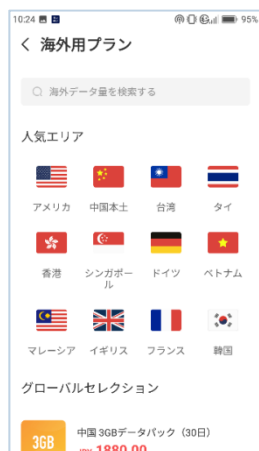 10:24
95%
海外用プラン
海外データ量を検索する
人気エリア
アメリカ 中国本土 台湾 タイ
香港 シンガポー ドイツ ベトナム
ル
マレーシア イギリス フランス 韓国
グローバルセレクション
3GB
中国 3GBデータパック（30日）
JPY 1880.00